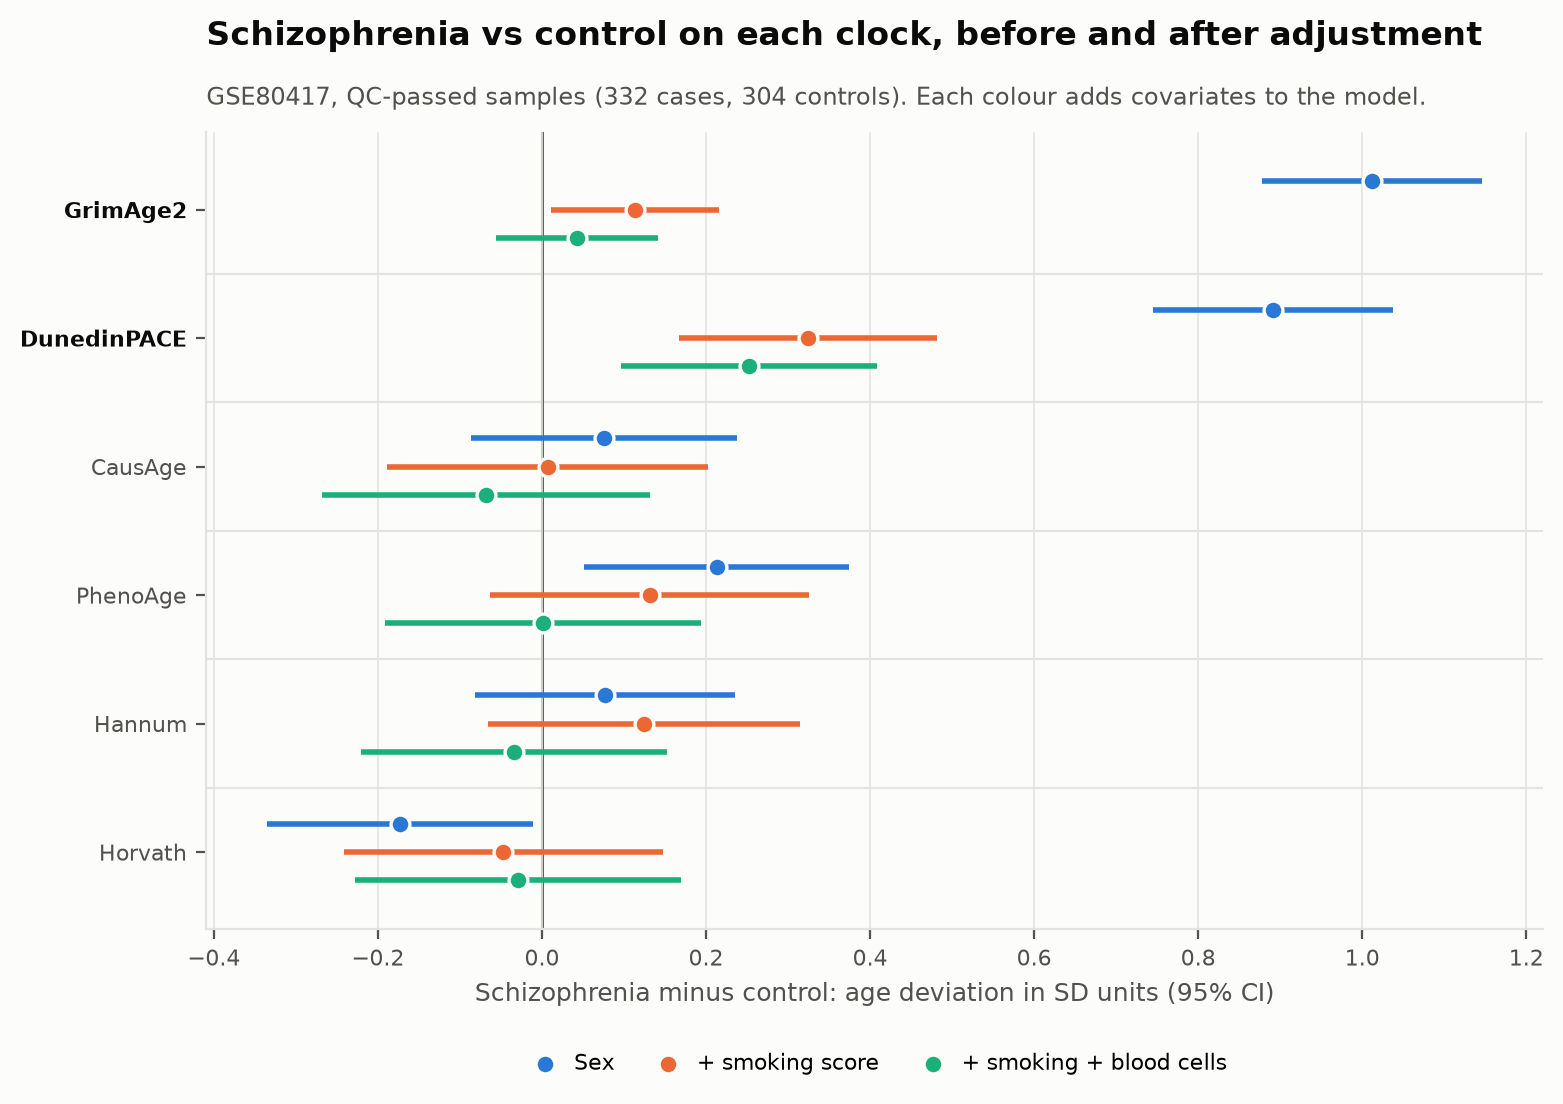 Schizophrenia vs control on each clock, before and after adjustment
GSE80417, QC-passed samples (332 cases, 304 controls). Each colour adds covariates to the model.
GrimAge2
DunedinPACE
CausAge
PhenoAge
Hannum
Horvath
−0.4 −0.2 0.0 0.2 0.4 0.6 0.8 1.0 1.2
Schizophrenia minus control: age deviation in SD units (95% CI)
Sex + smoking score + smoking + blood cells